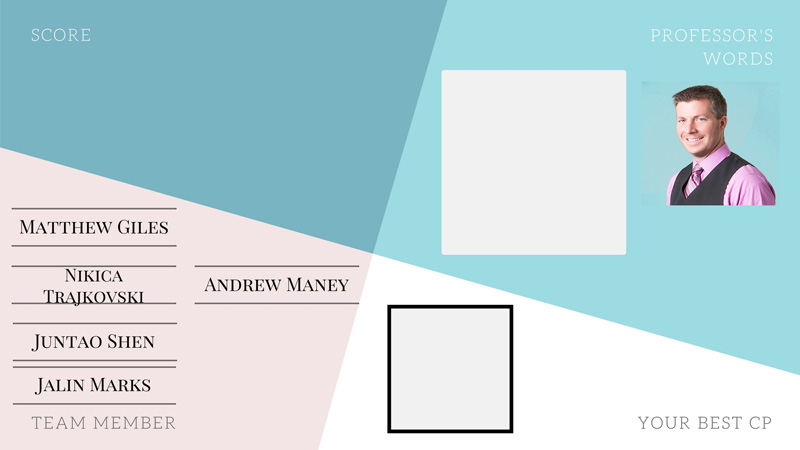 SCORE
PROFESSOR'S
WORDS
Matthew Giles
Nikica
Trajkovski
Andrew Maney
Juntao Shen
Jalin Marks
TEAM MEMBER
YOUR BEST CP